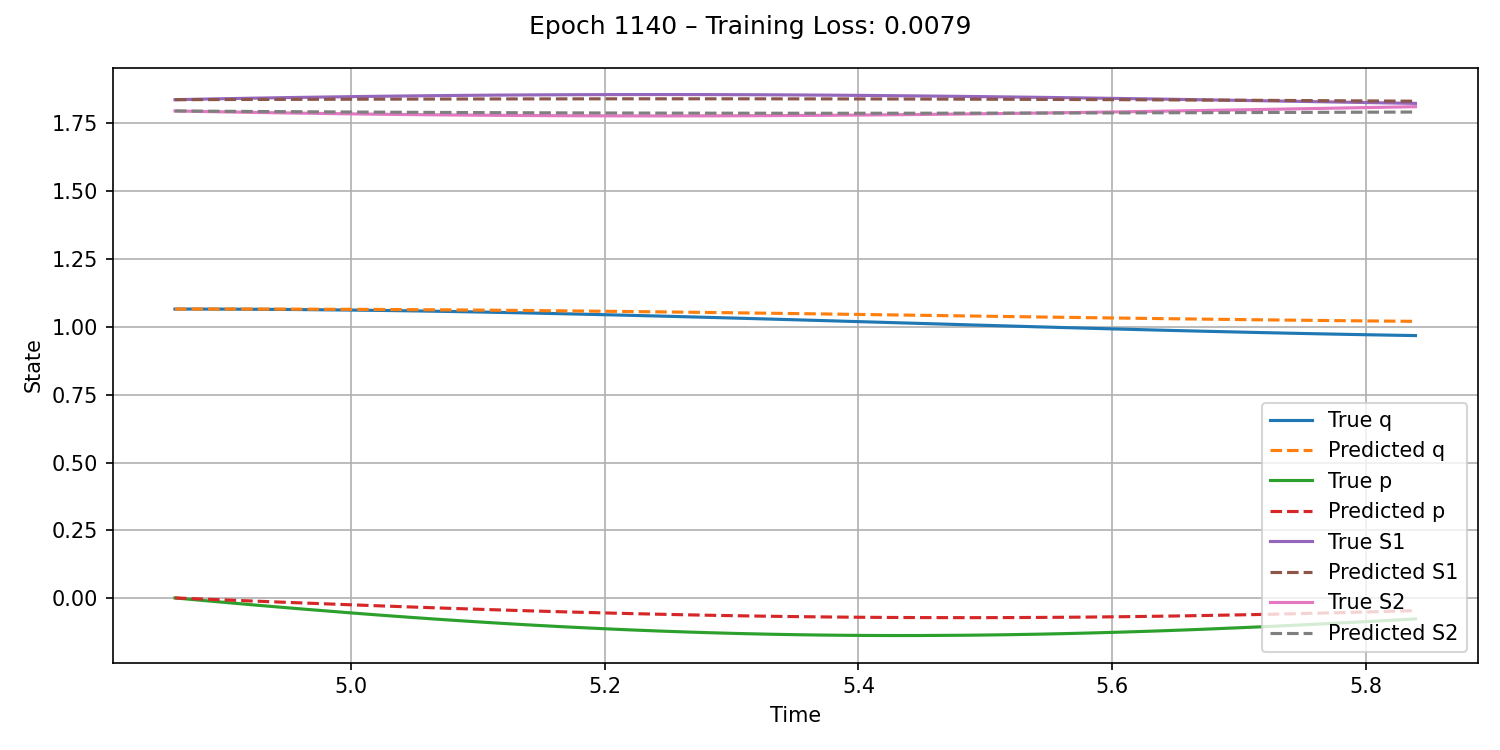 Epoch 1140 – Training Loss: 0.0079
State
1.75
1.50
1.25
1.00
0.75
0.50
0.25
0.00
True q
Predicted q
True p
Predicted p
True S1
Predicted S1
True S2
Predicted S2
5.0 5.2 5.4 5.6 5.8
Time